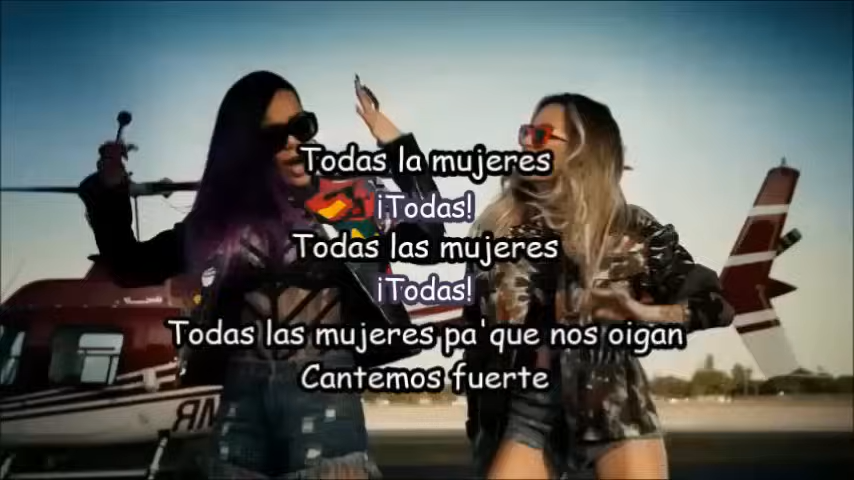 Todas la mujeres
¡Todas!
Todas las mujeres
¡Todas!
Todas las mujeres pa'que nos oigan
Cantemos fuerte